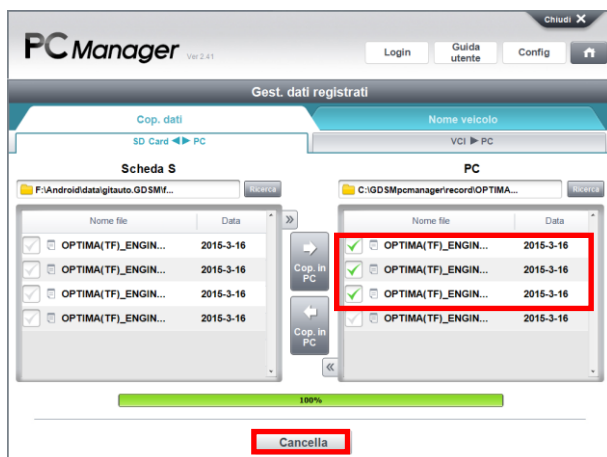 Chiudi X
PC Manager Ver 2.41
Login
Guida
utente
Config
Gest. dati registrati
Cop. dati
Nome veicolo
SD Card ◀▶ PC
VCI ▶ PC
Scheda S
PC
F:\Android\data\gitauto.GDSM\f...
Ricerca
C:\GDSMpcmanager\record\OPTIMA...
Ricerca
Nome file Data
OPTIMA(TF)_ENGIN... 2015-3-16
OPTIMA(TF)_ENGIN... 2015-3-16
OPTIMA(TF)_ENGIN... 2015-3-16
OPTIMA(TF)_ENGIN... 2015-3-16
Cop. in
PC
Cop. in
PC
Nome file Data
OPTIMA(TF)_ENGIN... 2015-3-16
OPTIMA(TF)_ENGIN... 2015-3-16
OPTIMA(TF)_ENGIN... 2015-3-16
OPTIMA(TF)_ENGIN... 2015-3-16
100%
Cancella